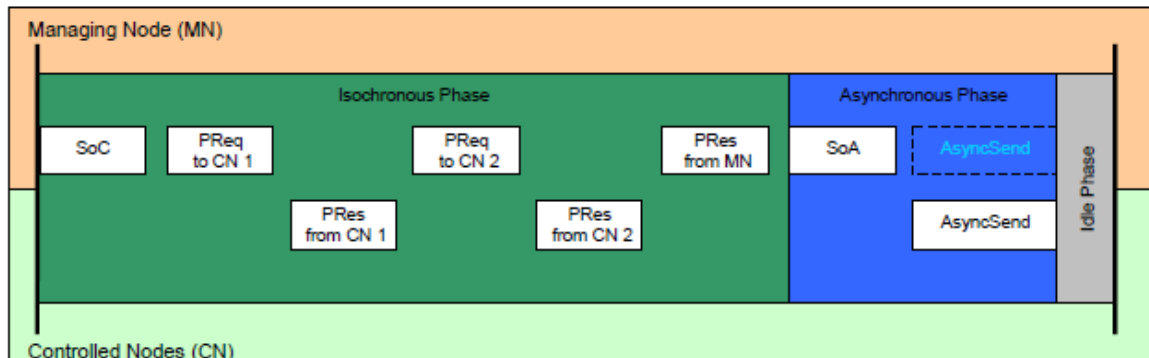 Managing Node (MN)
Isochronous Phase
Asynchronous Phase
SoC
PReq
to CN 1
PReq
to CN 2
PRes
from MN
SoA
AsyncSend
PRes
from CN 1
PRes
from CN 2
AsyncSend
Idle Phase
Controlled Nodes (CN)